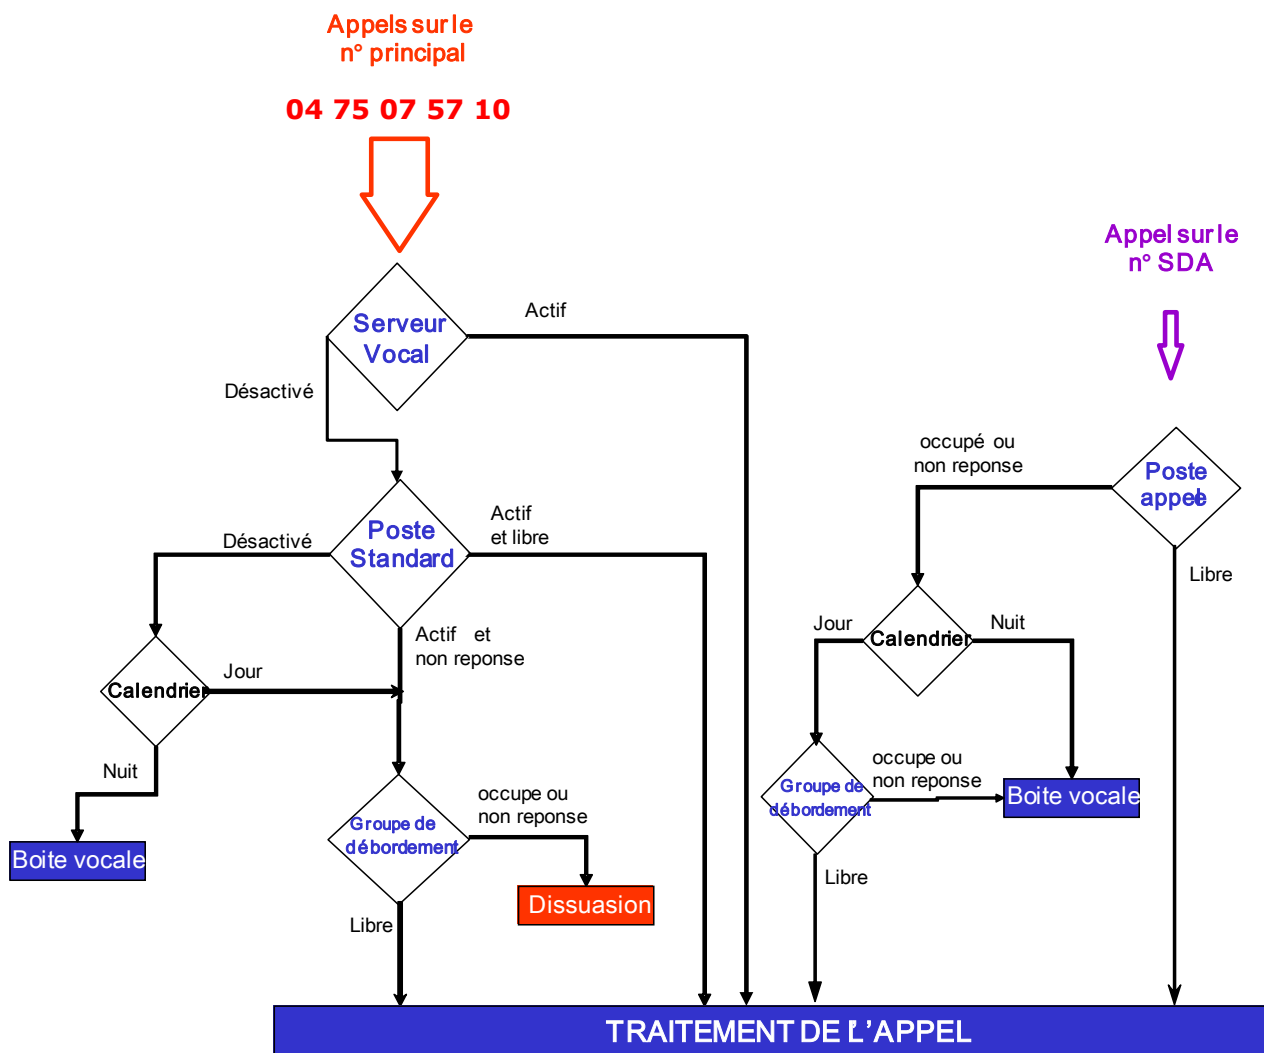 Appels sur le
n° principal
04 75 07 57 10
Appel sur le
n° SDA
Serveur
Vocal
Actif
Désactivé
occupé ou
non reponse
Poste
appelé
Libre
Poste
Standard
Désactivé
Actif
et libre
Actif et
non reponse
Calendrier
Jour
Nuit
Boite vocale
Groupe de
débordement
occupe ou
non reponse
Dissuasion
Libre
Jour
Calendrier
Nuit
Groupe de
débordement
occupe ou
non reponse
Boite vocale
Libre
TRAITEMENT DE L'APPEL